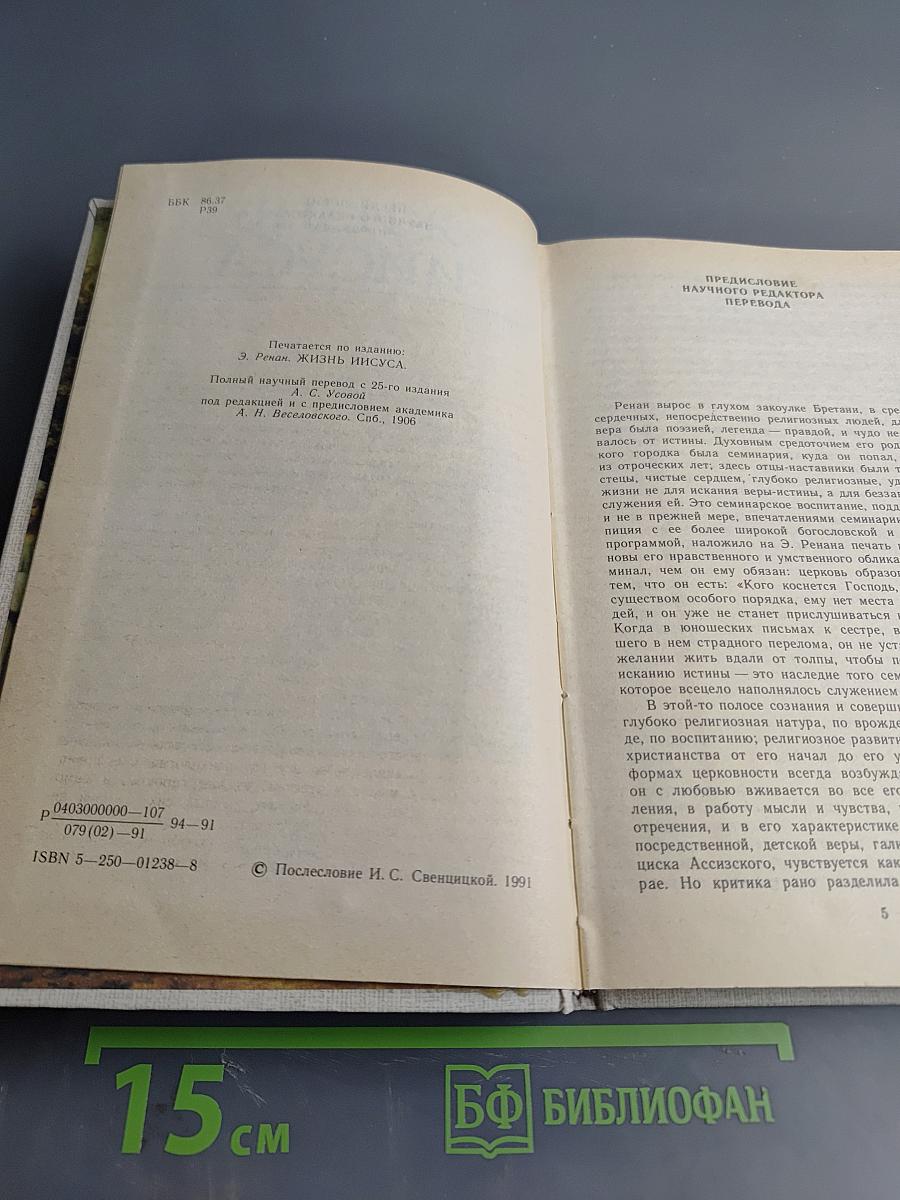 ББК 86.37
Р39
Печатается по изданию:
Э. Ренан. ЖИЗНЬ ИИСУСА.
Полный научный перевод с 25-го издания
А. С. Усовой
под редакцией и с предисловием академика
А. Н. Веселовского. Спб., 1906
Р 0403000000—107
079(02)—91
94—91
ISBN 5—250—01238—8
© Послесловие И. С. Свенцицкой. 1991
ПРЕДИСЛОВИЕ
НАУЧНОГО РЕДАКТОРА
ПЕРЕВОДА
Ренан вырос в глухом закоулке Бретани, в сре
сердечных, непосредственно религиозных людей, дл
вера была поэзией, легенда — правдой, и чудо не
валось от истины. Духовным средоточием его род
кого городка была семинария, куда он попал,
из отроческих лет; здесь отцы-наставники были т
стецы, чистые сердцем, глубоко религиозные, уд
жизни не для искания веры-истины, а для беззав
служения ей. Это семинарское воспитание, подд
и не в прежней мере, впечатлениями семинари
пиция с ее более широкой богословской и
программой, наложило на Э. Ренана печать
новы его нравственного и умственного облика
минал, чем он ему обязан: церковь образов
тем, что он есть: «Кого коснется Господь,
существом особого порядка, ему нет места
дей, и он уже не станет прислушиваться
Когда в юношеских письмах к сестре, в
шего в нем страдного перелома, он не уст
желании жить вдали от толпы, чтобы п
исканию истины — это наследие того сем
которое всецело наполнялось служением
В этой-то полосе сознания и соверш
глубоко религиозная натура, по врожде
де, по воспитанию; религиозное развити
христианства от его начал до его у
формах церковности всегда возбужд
он с любовью вживается во все его
ления, в работу мысли и чувства,
отречения, и в его характеристике
посредственной, детской веры, гали
циска Ассизского, чувствуется как
рае. Но критика рано разделила
5
15 см
БФ БИБЛИОФАН